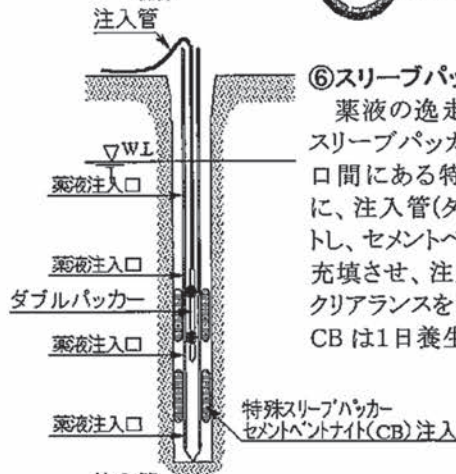 注入管
W.L
薬液注入口
薬液注入口
ダブルパッカー
薬液注入口
薬液注入口
特殊スリーブパッカー
セメントベントナイト(CB)注入
⑥スリーブパッ
薬液の逸走
スリーブパッカ
口間にある特
に、注入管(ダ
トし、セメントベ
充填させ、注
クリアランスを
CBは1日養生